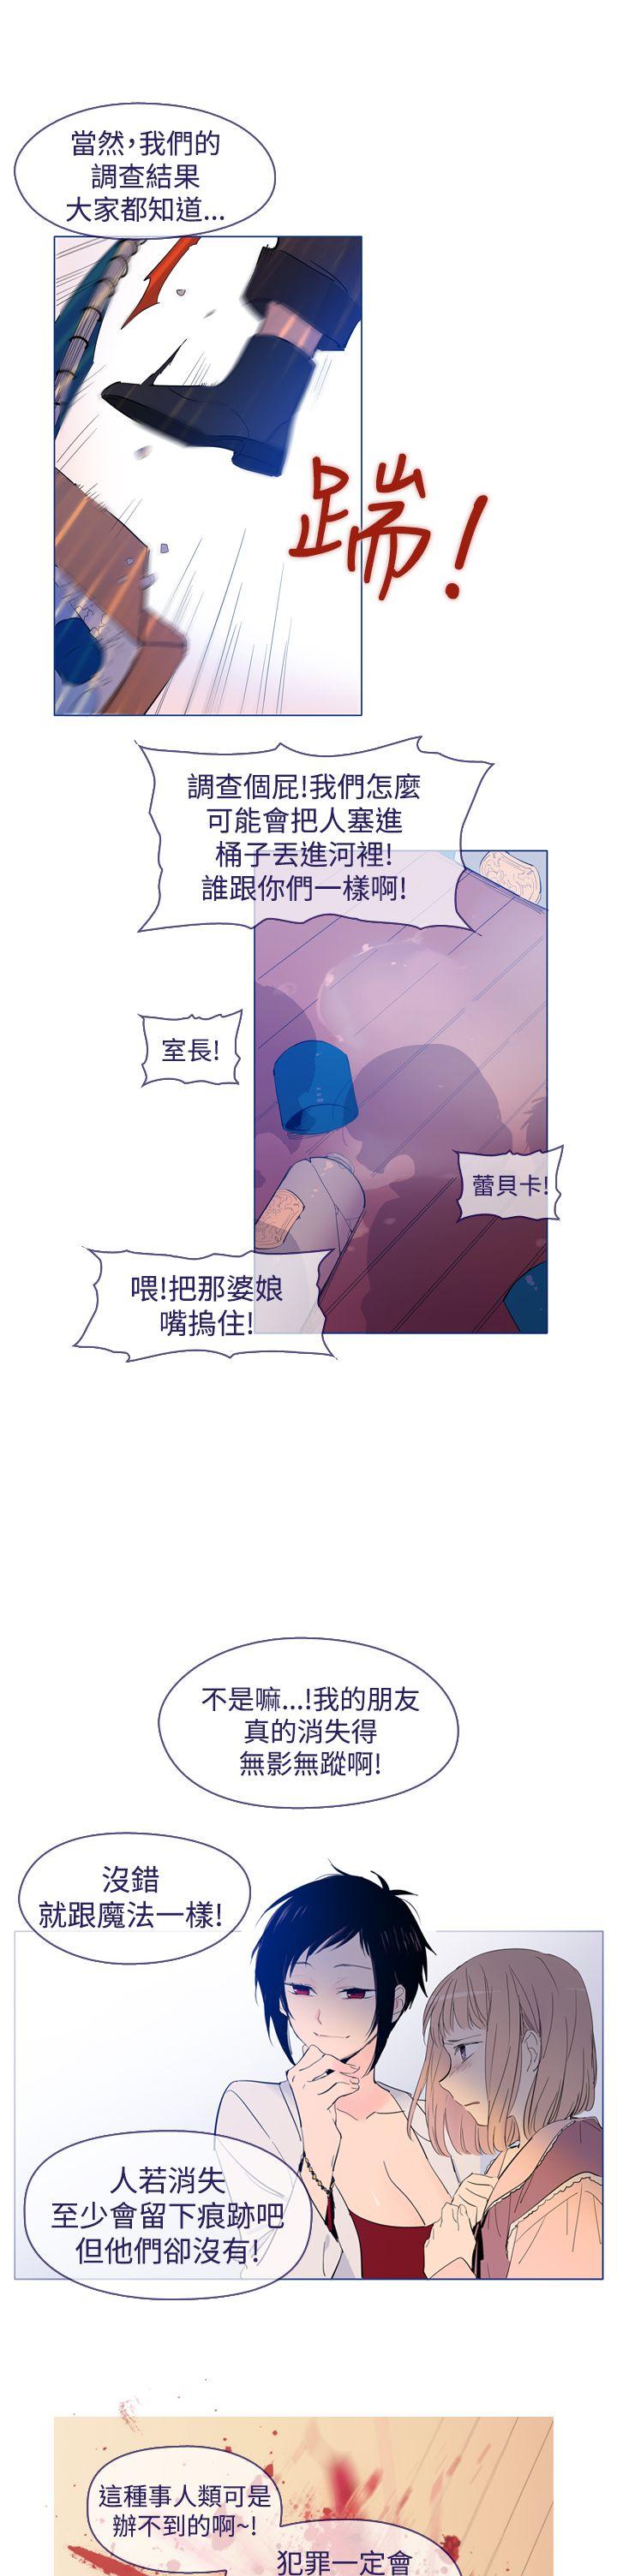 當然，我們的
調查結果
大家都知道...
踹!
調查個屁!我們怎麼
可能會把人塞進
桶子丟進河裡!
誰跟你們一樣啊!
室長!
蕾貝卡!
喂!把那婆娘
嘴摀住!
不是嘛...!我的朋友
真的消失得
無影無蹤啊!
沒錯
就跟魔法一樣!
人若消失
至少會留下痕跡吧
但他們卻沒有!
這種事人類可是
辦不到的啊~!
犯罪一定會